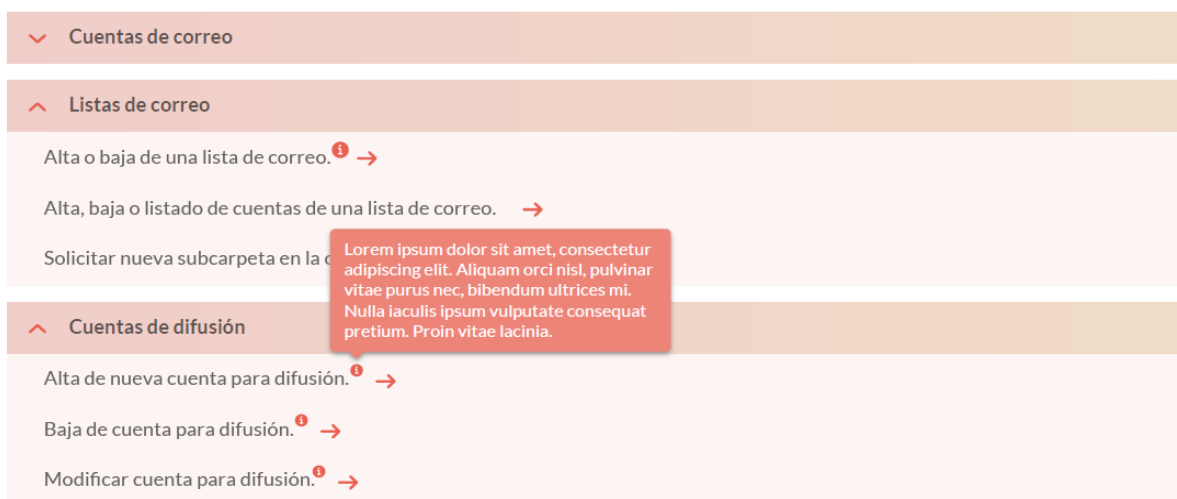 Cuentas de correo
Listas de correo
Alta o baja de una lista de correo.
Alta, baja o listado de cuentas de una lista de correo.
Solicitar nueva subcarpeta en la
Lorem ipsum dolor sit amet, consectetur
adipiscing elit. Aliquam orci nisl, pulvinar
vitae purus nec, bibendum ultrices mi.
Nulla iaculis ipsum vulputate consequat
pretium. Proin vitae lacinia.
Cuentas de difusión
Alta de nueva cuenta para difusión.
Baja de cuenta para difusión.
Modificar cuenta para difusión.